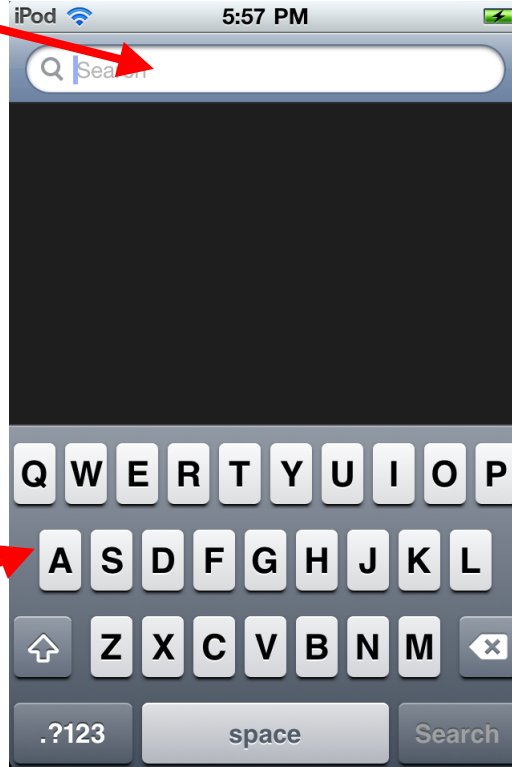 iPod 5:57 PM
Search
Q W E R T Y U I O P
A S D F G H J K L
Z X C V B N M
.?123 space Search